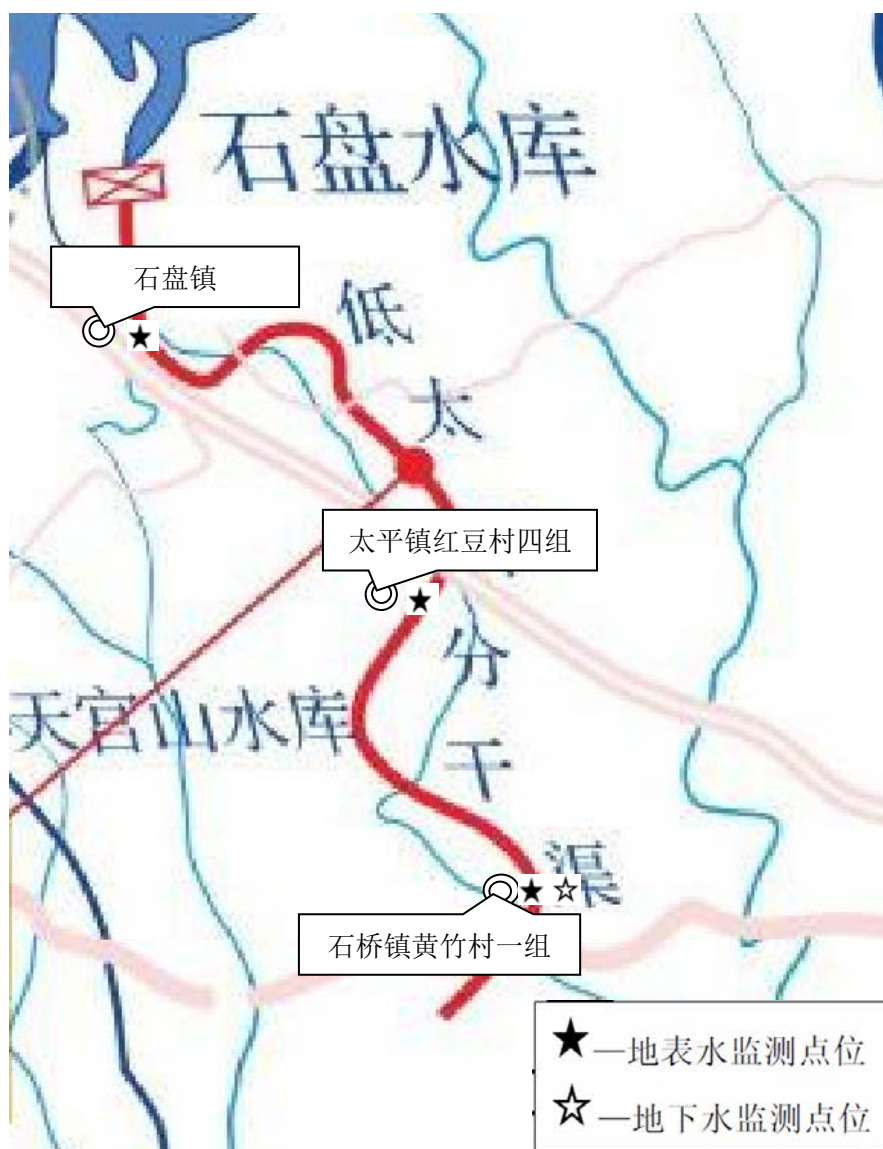 石盘水库
石盘镇
低
太
太平镇红豆村四组
分
天官山水库
干
渠
石桥镇黄竹村一组
★—地表水监测点位
☆—地下水监测点位